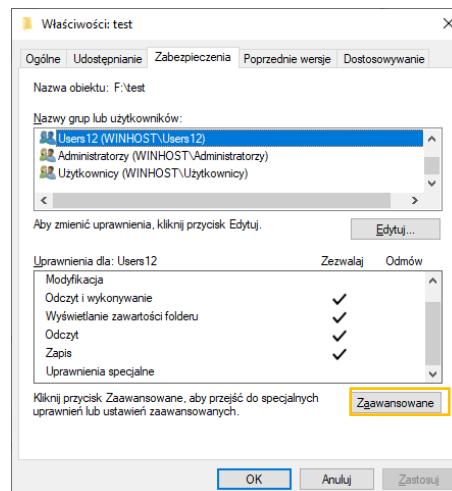 Właściwości: test
Ogólne Udostępnianie Zabezpieczenia Poprzednie wersje Dostosowywanie
Nazwa obiektu: F:\test
Nazwy grup lub użytkowników:
Users12 (WINHOST\Users12)
Administratorzy (WINHOST\Administratorzy)
Użytkownicy (WINHOST\Użytkownicy)
Aby zmienić uprawnienia, kliknij przycisk Edytuj.
Edytuj...
Uprawnienia dla: Users12 Zezwalaj Odmów
Modyfikacja
Odczyt i wykonywanie
Wyświetlanie zawartości folderu
Odczyt
Zapis
Uprawnienia specjalne
Kliknij przycisk Zaawansowane, aby przejść do specjalnych
uprawnień lub ustawień zaawansowanych.
Zaawansowane
OK Anuluj Zastosuj